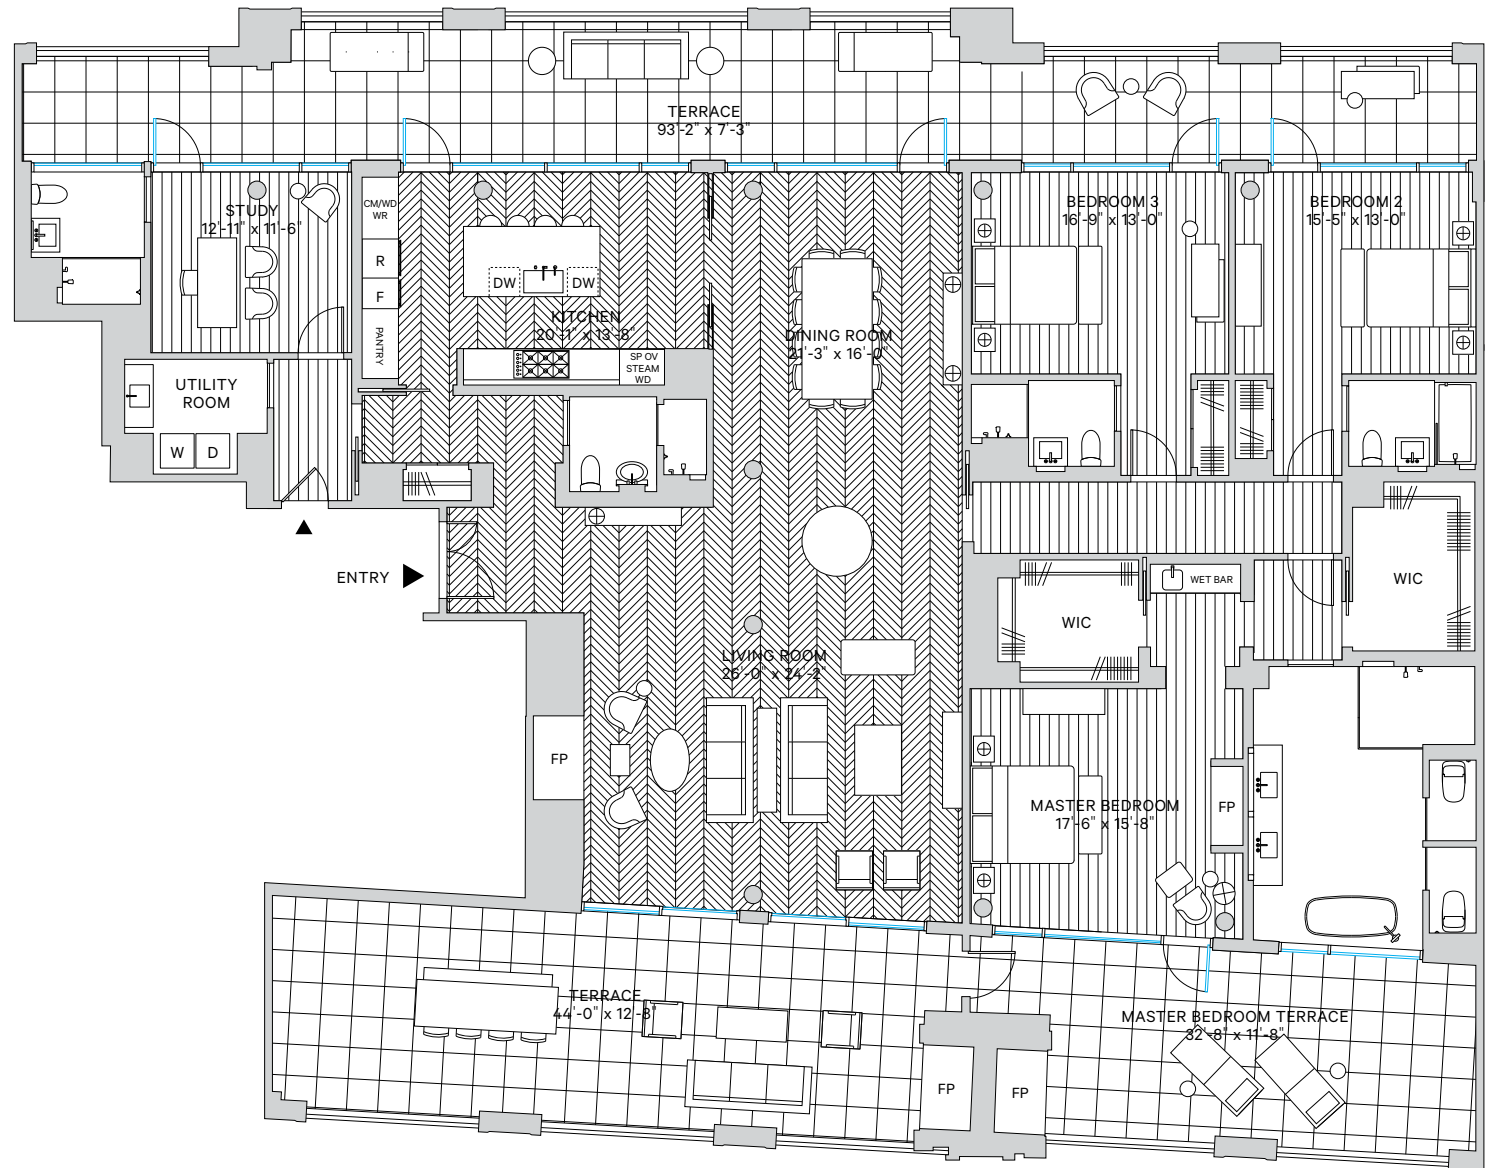 TERRACE
93'-2" x 7'-3"
STUDY
12'-11" x 11'-6"
CM/WD
WR
R
F
PANTRY
DW
DW
KITCHEN
20'-1" x 13'-8"
SP OV
STEAM
WD
DINING ROOM
21'-3" x 16'-0"
BEDROOM 3
16'-9" x 13'-0"
BEDROOM 2
15'-5" x 13'-0"
UTILITY
ROOM
W
D
ENTRY
WET BAR
WIC
WIC
LIVING ROOM
26'-0" x 24'-2"
FP
MASTER BEDROOM
17'-6" x 15'-8"
FP
TERRACE
44'-0" x 12'-8"
MASTER BEDROOM TERRACE
32'-8" x 11'-8"
FP
FP